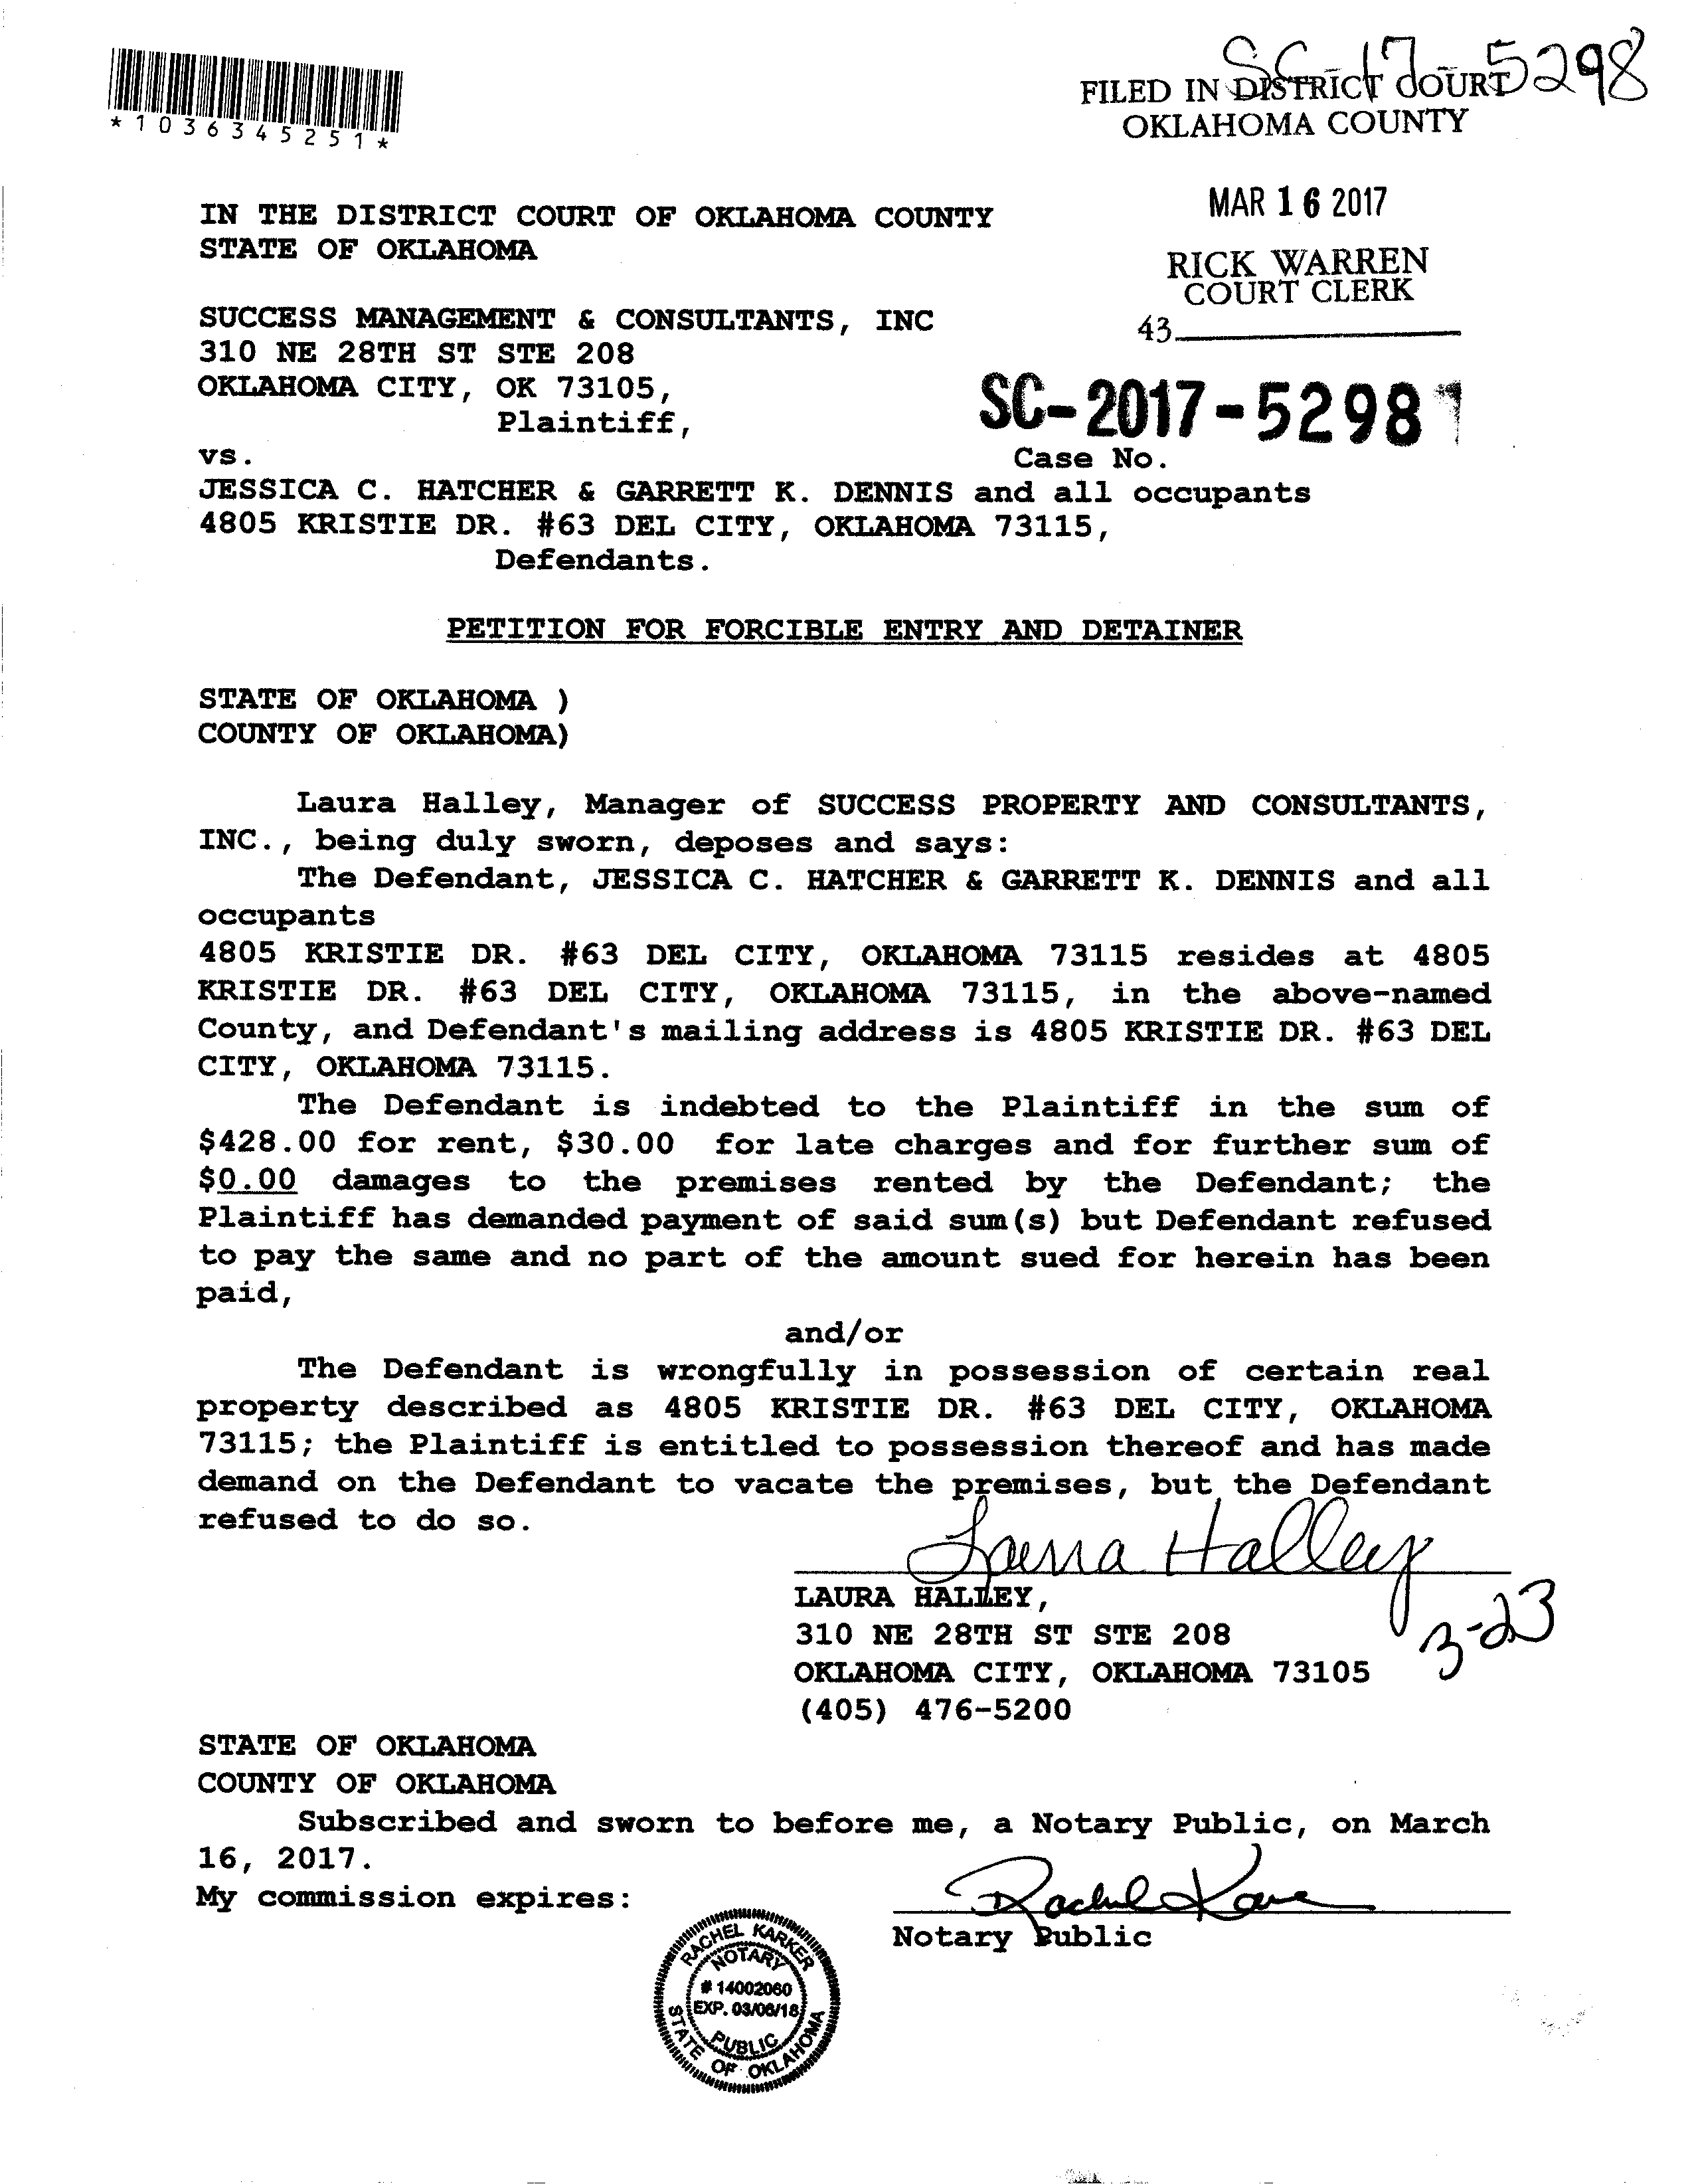 SC-17-5298
*1036345251*
FILED IN DISTRICT COURT
OKLAHOMA COUNTY
MAR 16 2017
RICK WARREN
COURT CLERK
43
IN THE DISTRICT COURT OF OKLAHOMA COUNTY
STATE OF OKLAHOMA
SUCCESS MANAGEMENT & CONSULTANTS, INC
310 NE 28TH ST STE 208
OKLAHOMA CITY, OK 73105,
Plaintiff,
SC-2017-5298
vs.
Case No.
JESSICA C. HATCHER & GARRETT K. DENNIS and all occupants
4805 KRISTIE DR. #63 DEL CITY, OKLAHOMA 73115,
Defendants.
PETITION FOR FORCIBLE ENTRY AND DETAINER
STATE OF OKLAHOMA )
COUNTY OF OKLAHOMA)
Laura Halley, Manager of SUCCESS PROPERTY AND CONSULTANTS,
INC., being duly sworn, deposes and says:
The Defendant, JESSICA C. HATCHER & GARRETT K. DENNIS and all
occupants
4805 KRISTIE DR. #63 DEL CITY, OKLAHOMA 73115 resides at 4805
KRISTIE DR. #63 DEL CITY, OKLAHOMA 73115, in the above-named
County, and Defendant's mailing address is 4805 KRISTIE DR. #63 DEL
CITY, OKLAHOMA 73115.
The Defendant is indebted to the Plaintiff in the sum of
$428.00 for rent, $30.00 for late charges and for further sum of
$0.00 damages to the premises rented by the Defendant; the
Plaintiff has demanded payment of said sum(s) but Defendant refused
to pay the same and no part of the amount sued for herein has been
paid,
and/or
The Defendant is wrongfully in possession of certain real
property described as 4805 KRISTIE DR. #63 DEL CITY, OKLAHOMA
73115; the Plaintiff is entitled to possession thereof and has made
demand on the Defendant to vacate the premises, but the Defendant
refused to do so.
Laura Halley
LAURA HALLEY,
310 NE 28TH ST STE 208
3-23
OKLAHOMA CITY, OKLAHOMA 73105
(405) 476-5200
STATE OF OKLAHOMA
COUNTY OF OKLAHOMA
Subscribed and sworn to before me, a Notary Public, on March
16, 2017.
My commission expires:
Rachel Karker
Notary Public
RACHEL KARKER
NOTARY
# 14002060
EXP. 03/06/18
PUBLIC
STATE OF OKLAHOMA